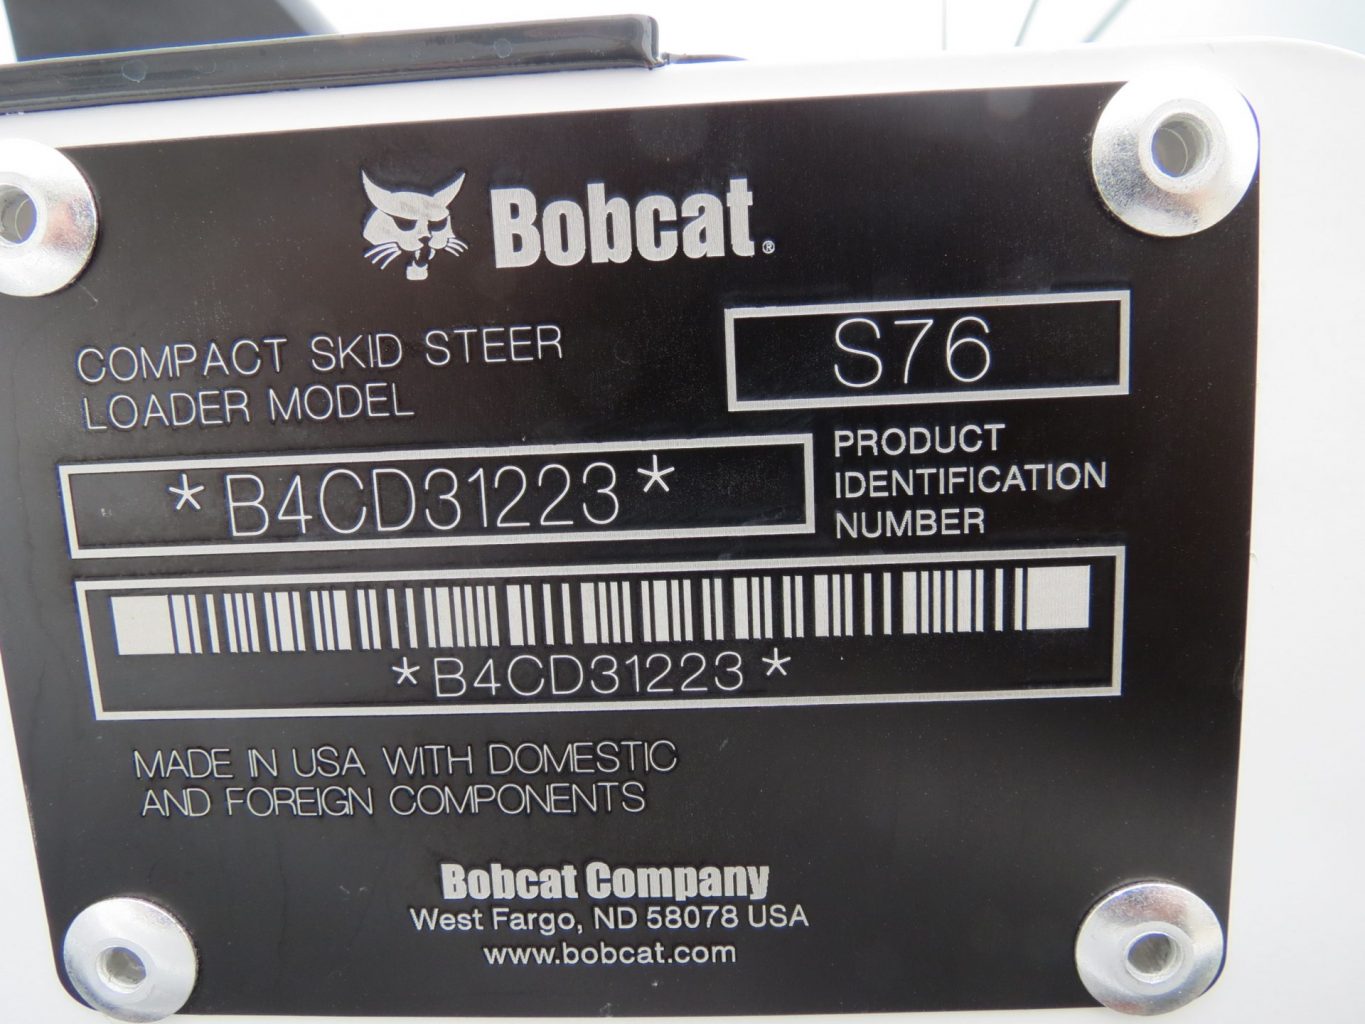 Bobcat®
COMPACT SKID STEER
LOADER MODEL
S76
*B4CD31223*
PRODUCT
IDENTIFICATION
NUMBER
*B4CD31223*
MADE IN USA WITH DOMESTIC
AND FOREIGN COMPONENTS
Bobcat Company
West Fargo, ND 58078 USA
www.bobcat.com